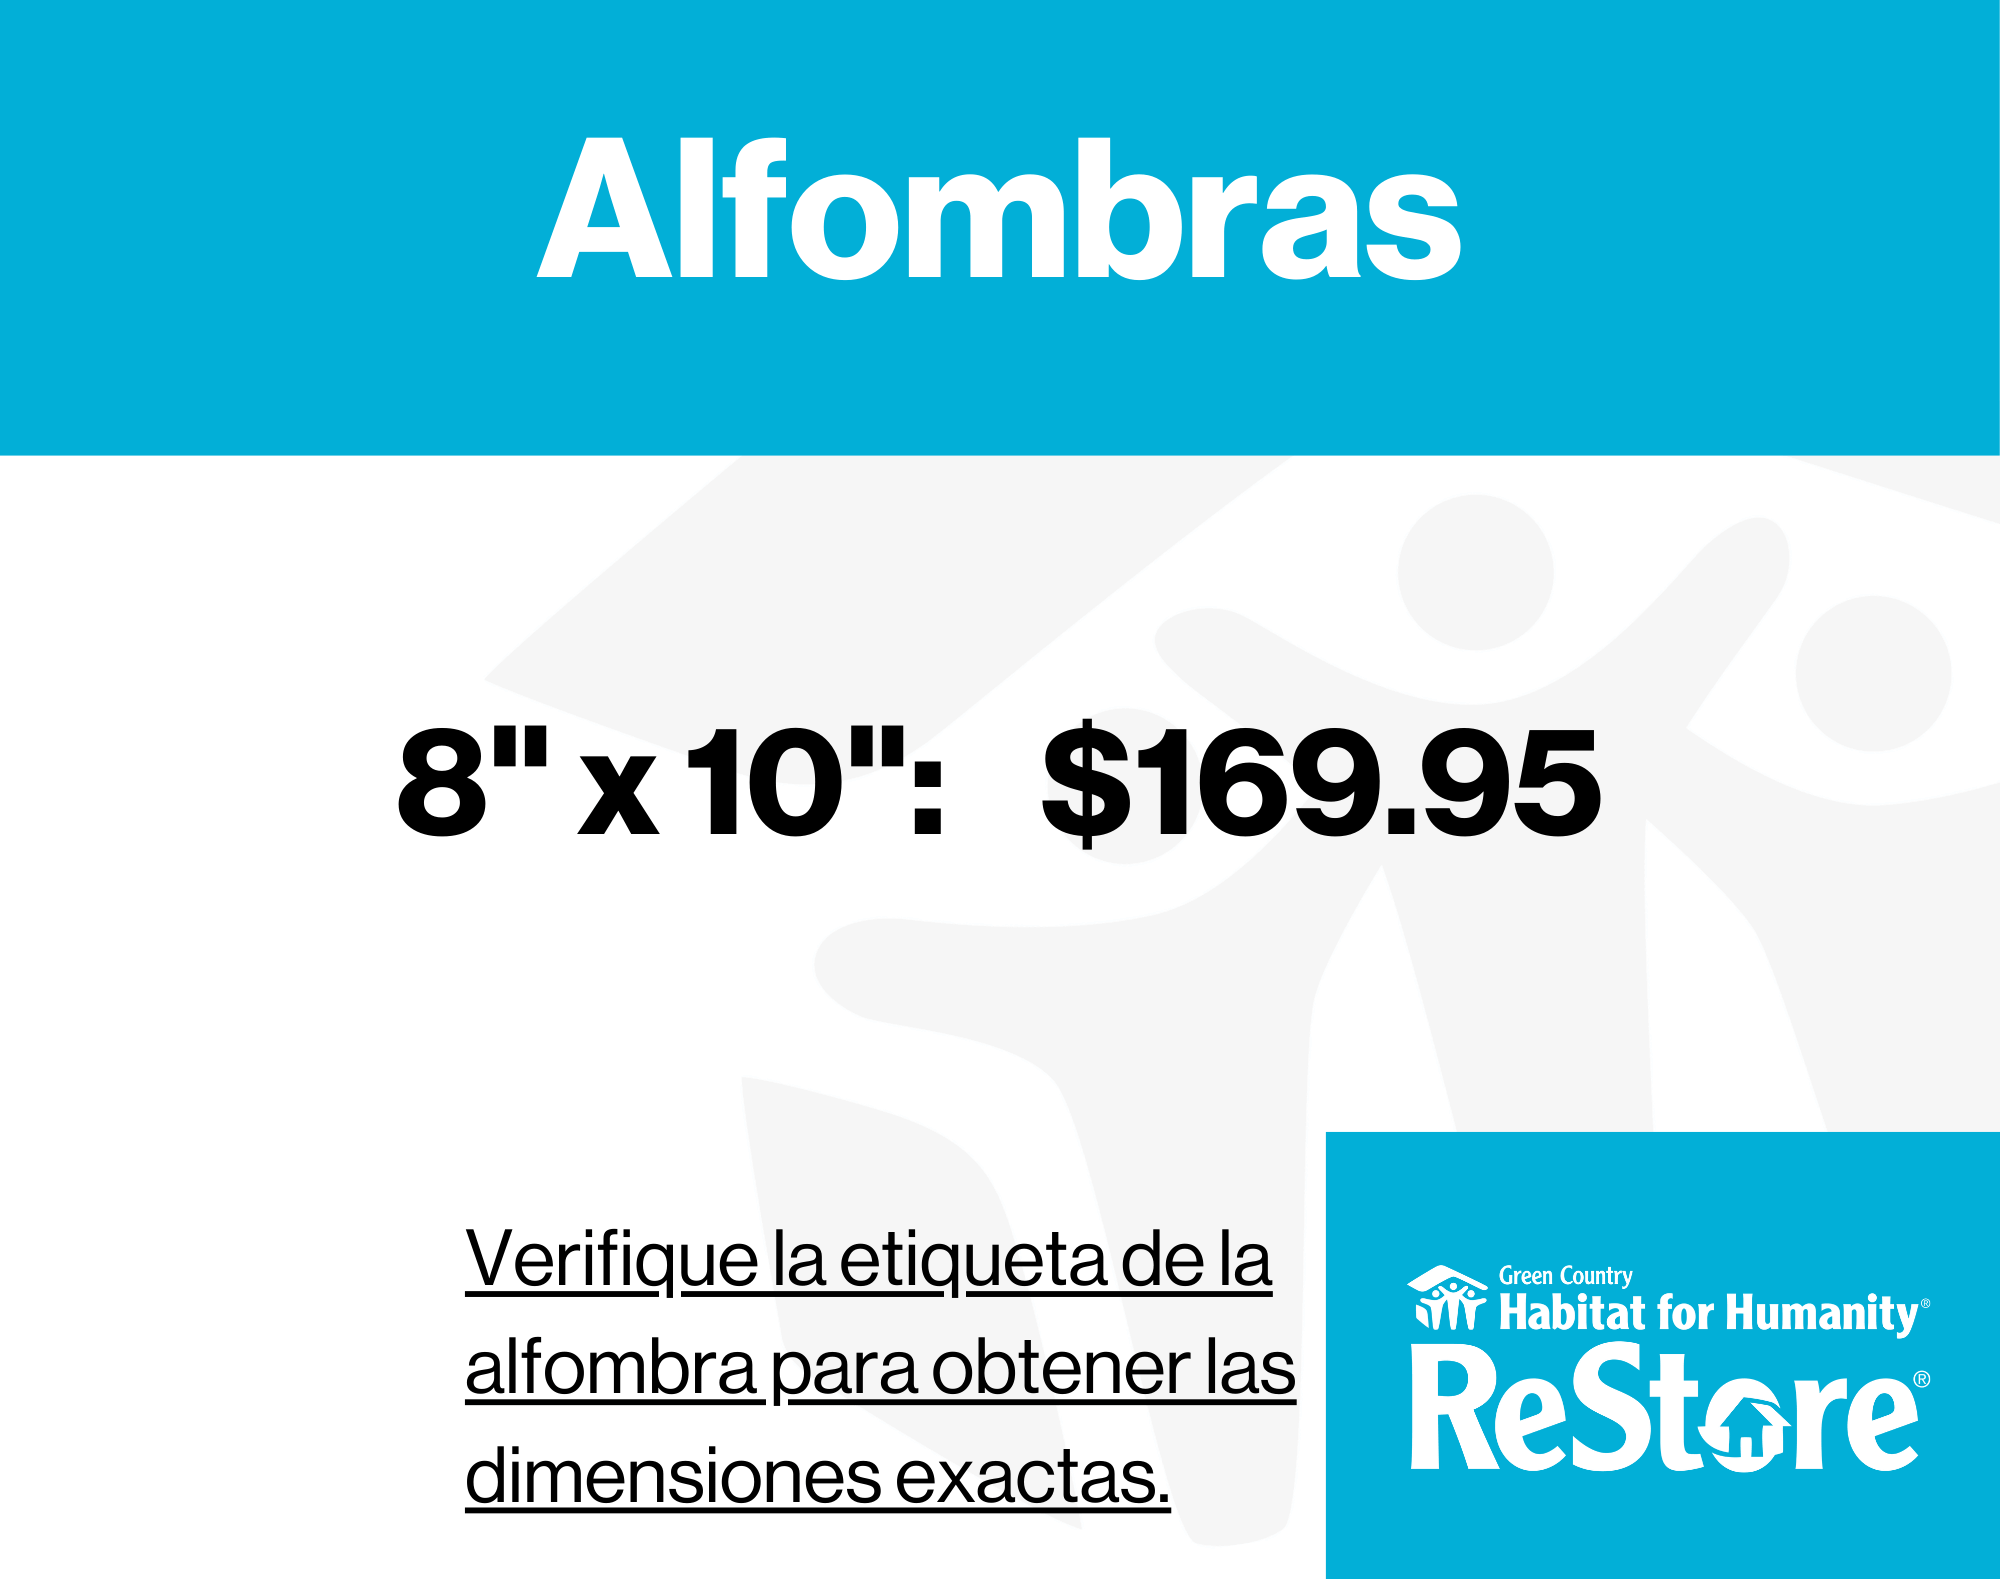 Alfombras
8" x 10": $169.95
Verifique la etiqueta de la
alfombra para obtener las
dimensiones exactas.
Green Country
Habitat for Humanity®
ReStore®